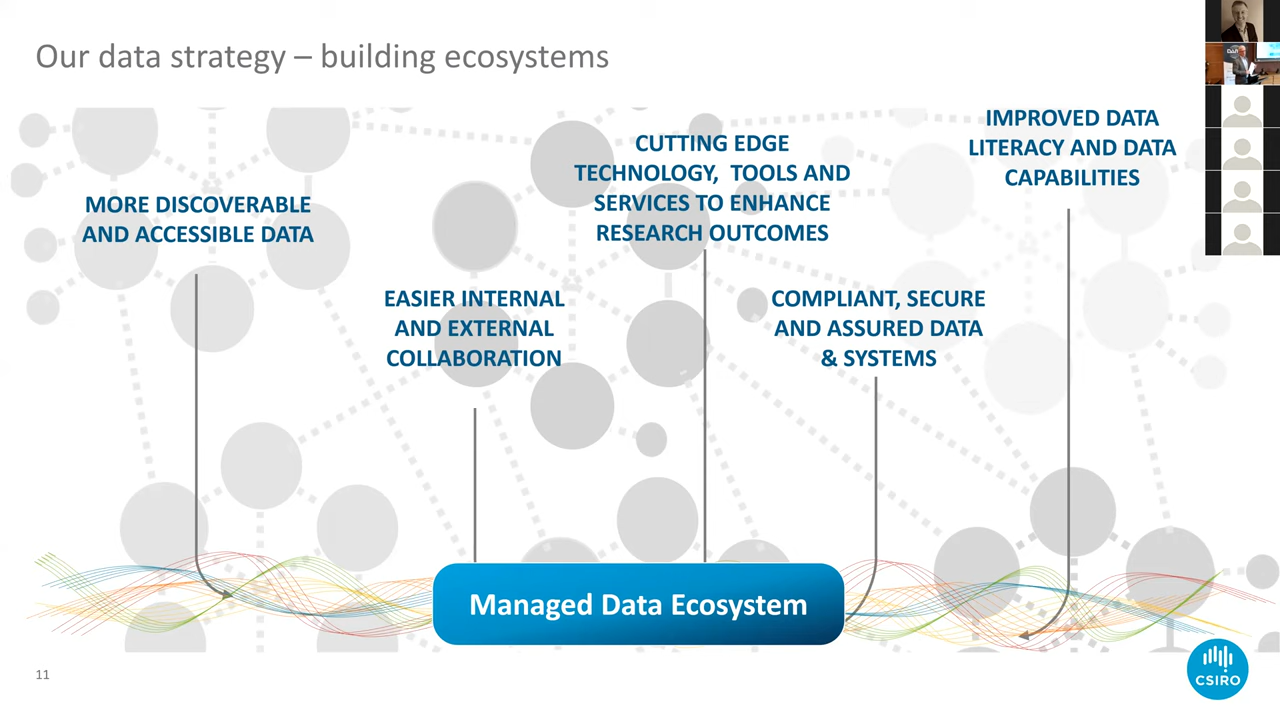 Our data strategy – building ecosystems
MORE DISCOVERABLE
AND ACCESSIBLE DATA
EASIER INTERNAL
AND EXTERNAL
COLLABORATION
CUTTING EDGE
TECHNOLOGY, TOOLS AND
SERVICES TO ENHANCE
RESEARCH OUTCOMES
COMPLIANT, SECURE
AND ASSURED DATA
& SYSTEMS
IMPROVED DATA
LITERACY AND DATA
CAPABILITIES
Managed Data Ecosystem
11
CSIRO